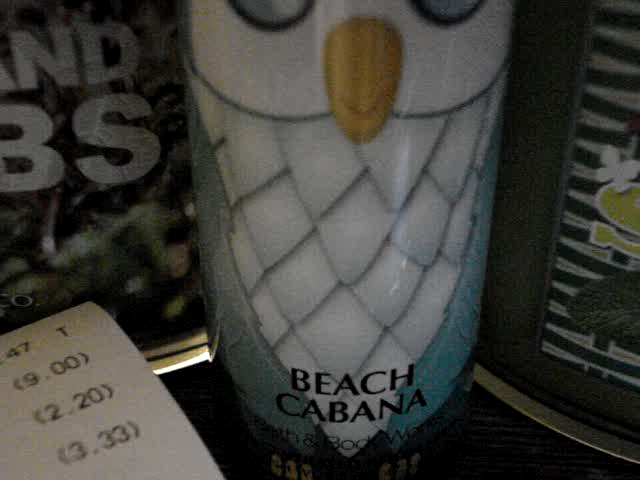 AND
BS
.47 T
(9.00)
(2.20)
(3.33)
BEACH
CABANA
Bath & Body Works